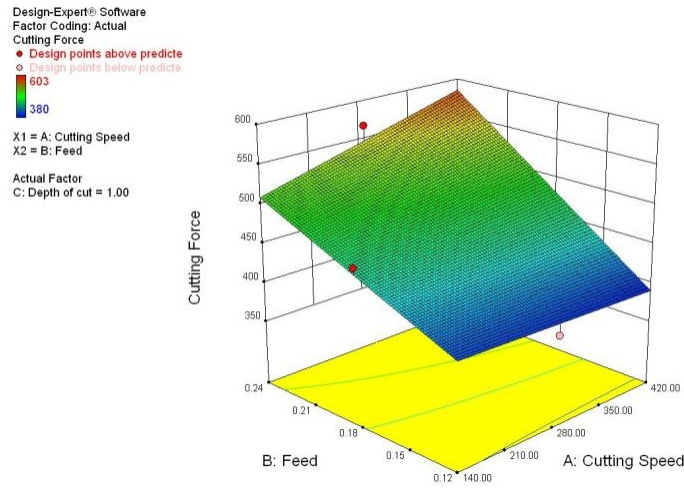 Design-Expert® Software
Factor Coding: Actual
Cutting Force
Design points above predicte
Design points below predicte
603
380
X1 = A: Cutting Speed
X2 = B: Feed
Actual Factor
C: Depth of cut = 1.00
600
550
500
450
400
350
Cutting Force
0.24
0.21
0.18
0.15
0.12
140.00
210.00
280.00
350.00
420.00
B: Feed
A: Cutting Speed